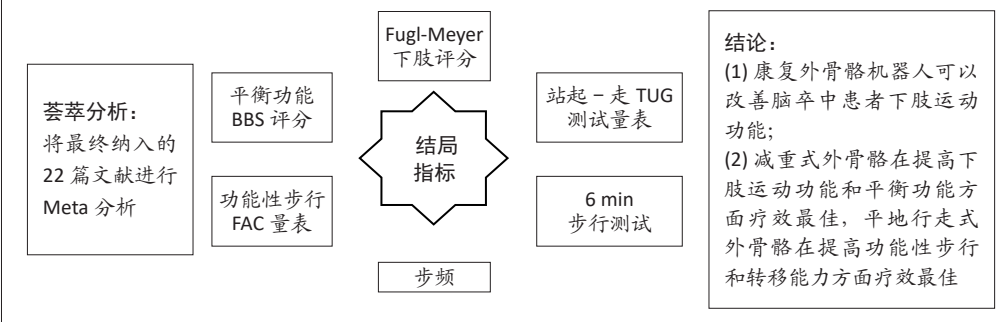 荟萃分析：
将最终纳入的
22 篇文献进行
Meta 分析
平衡功能
BBS 评分
功能性步行
FAC 量表
Fugl-Meyer
下肢评分
结局
指标
步频
站起－走 TUG
测试量表
6 min
步行测试
结论：
(1) 康复外骨骼机器人可以
改善脑卒中患者下肢运动
功能;
(2) 减重式外骨骼在提高下
肢运动功能和平衡功能方
面疗效最佳，平地行走式
外骨骼在提高功能性步行
和转移能力方面疗效最佳